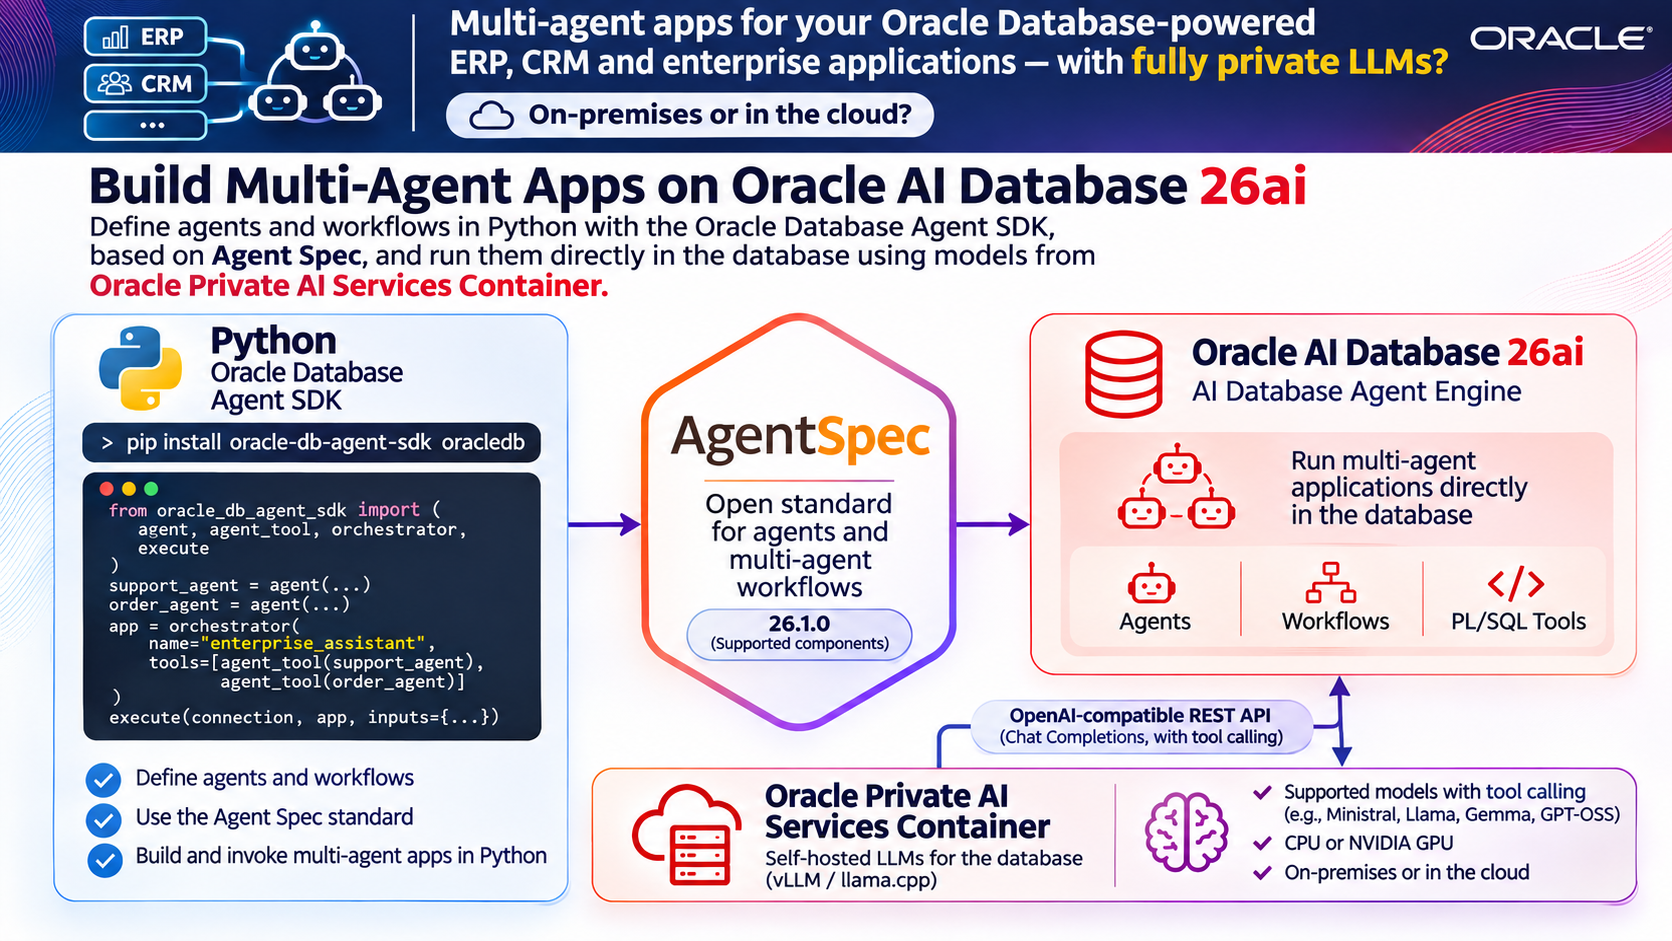 ERP
CRM
...
Multi-agent apps for your Oracle Database-powered
ERP, CRM and enterprise applications — with fully private LLMs?
On-premises or in the cloud?
ORACLE®
Build Multi-Agent Apps on Oracle AI Database 26ai
Define agents and workflows in Python with the Oracle Database Agent SDK,
based on Agent Spec, and run them directly in the database using models from
Oracle Private AI Services Container.
Python
Oracle Database
Agent SDK
> pip install oracle-db-agent-sdk oracledb
from oracle_db_agent_sdk import (
agent, agent_tool, orchestrator,
execute
)
support_agent = agent(...)
order_agent = agent(...)
app = orchestrator(
name="enterprise_assistant",
tools=[agent_tool(support_agent),
agent_tool(order_agent)]
)
execute(connection, app, inputs={...})
Define agents and workflows
Use the Agent Spec standard
Build and invoke multi-agent apps in Python
AgentSpec
Open standard
for agents and
multi-agent
workflows
26.1.0
(Supported components)
Oracle AI Database 26ai
AI Database Agent Engine
Run multi-agent
applications directly
in the database
Agents
Workflows
</>
PL/SQL Tools
OpenAI-compatible REST API
(Chat Completions, with tool calling)
Oracle Private AI
Services Container
Self-hosted LLMs for the database
(vLLM / llama.cpp)
Supported models with tool calling
(e.g., Ministral, Llama, Gemma, GPT-OSS)
CPU or NVIDIA GPU
On-premises or in the cloud